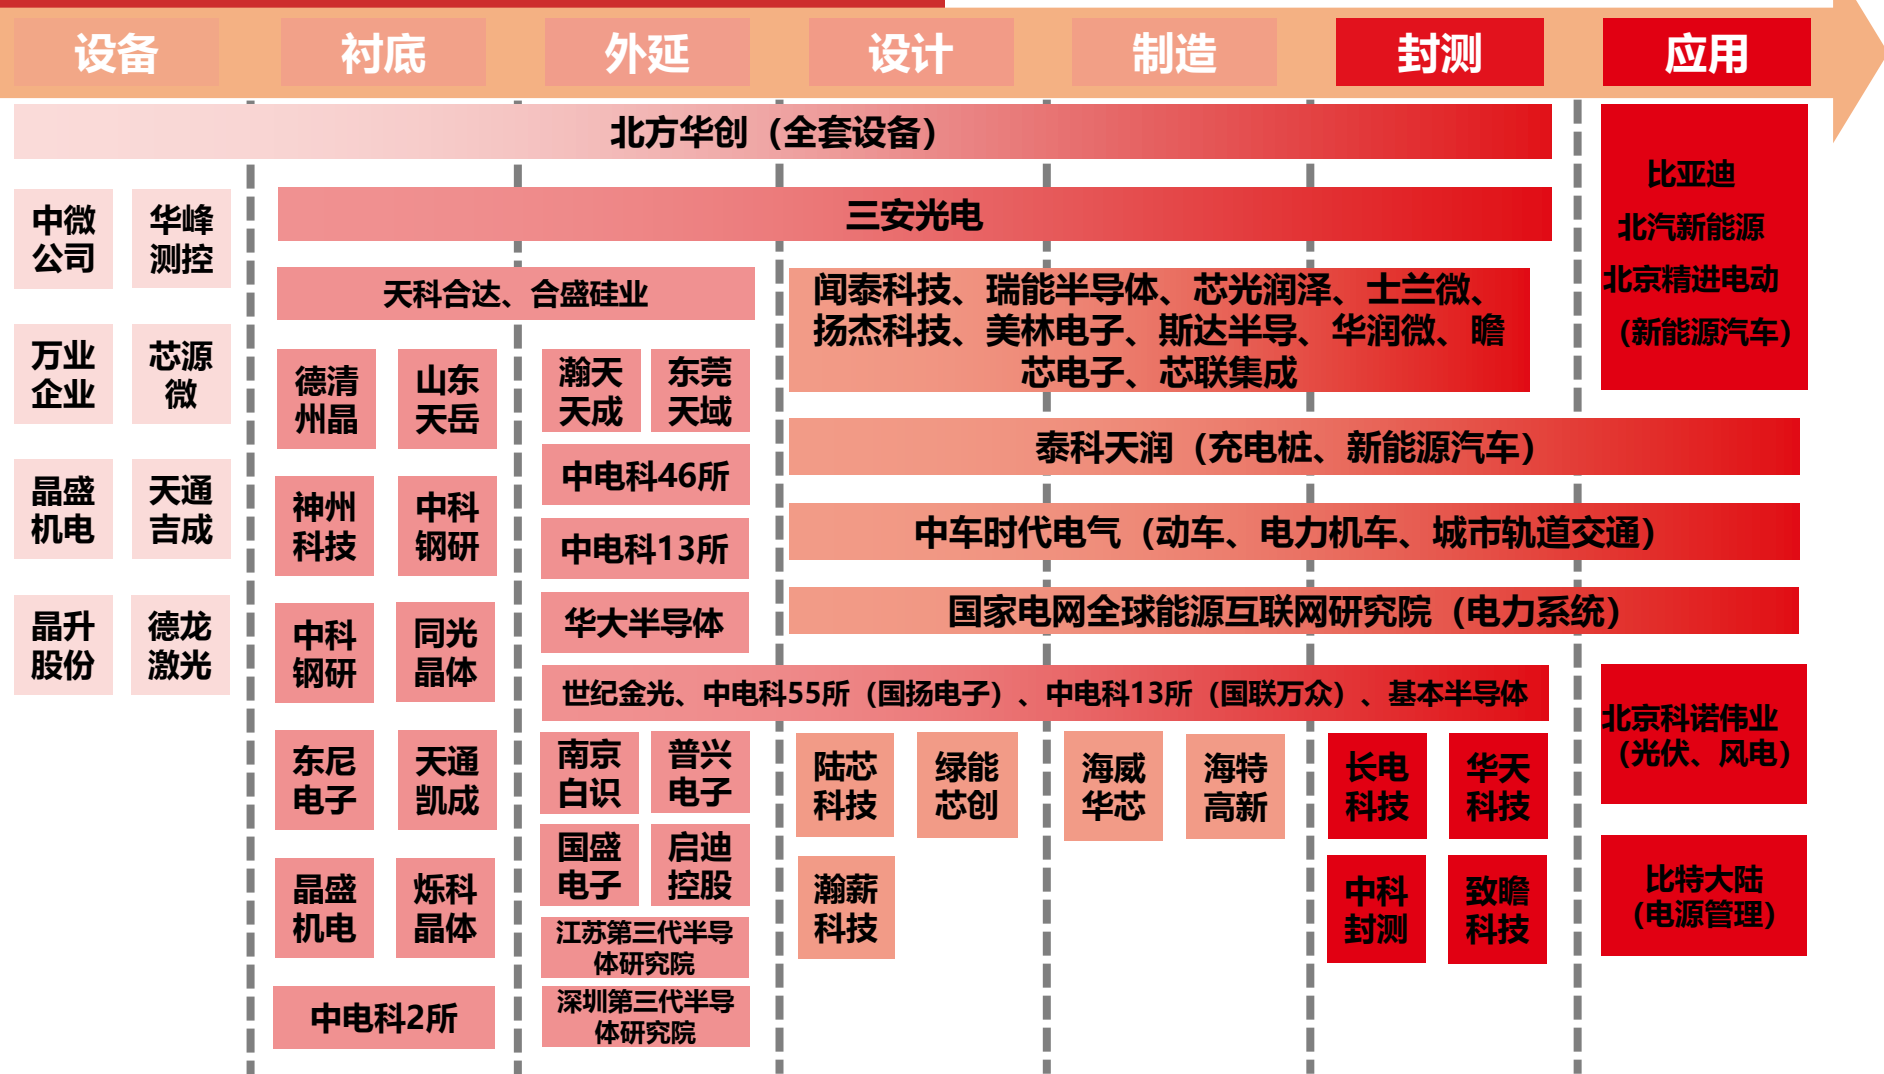 设备
衬底
外延
设计
制造
封测
应用
北方华创（全套设备）
三安光电
天科合达、合盛硅业
中微
公司
华峰
测控
万业
企业
芯源
微
晶盛
机电
天通
吉成
晶升
股份
德龙
激光
德清
州晶
山东
天岳
神州
科技
中科
钢研
中科
钢研
同光
晶体
东尼
电子
天通
凯成
晶盛
机电
烁科
晶体
中电科2所
瀚天
天成
东莞
天域
中电科46所
中电科13所
华大半导体
闻泰科技、瑞能半导体、芯光润泽、士兰微、
扬杰科技、美林电子、斯达半导、华润微、瞻
芯电子、芯联集成
泰科天润（充电桩、新能源汽车）
中车时代电气（动车、电力机车、城市轨道交通）
国家电网全球能源互联网研究院（电力系统）
世纪金光、中电科55所（国扬电子）、中电科13所（国联万众）、基本半导体
南京
白识
普兴
电子
国盛
电子
启迪
控股
江苏第三代半导
体研究院
深圳第三代半导
体研究院
陆芯
科技
绿能
芯创
瀚薪
科技
海威
华芯
海特
高新
长电
科技
华天
科技
中科
封测
致瞻
科技
比亚迪
北汽新能源
北京精进电动
（新能源汽车）
北京科诺伟业
（光伏、风电）
比特大陆
（电源管理）